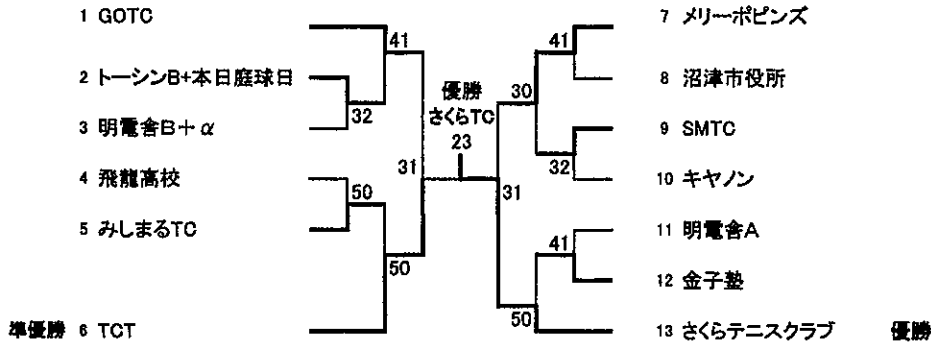 1 GOTC
2 トーシンB+本日庭球日
3 明電舎B+α
4 飛龍高校
5 みしまるTC
準優勝 6 TCT
41
32
50
50
31
優勝
さくらTC
23
31
30
41
32
41
50
7 メリーポピンズ
8 沼津市役所
9 SMTC
10 キヤノン
11 明電舎A
12 金子塾
13 さくらテニスクラブ 優勝